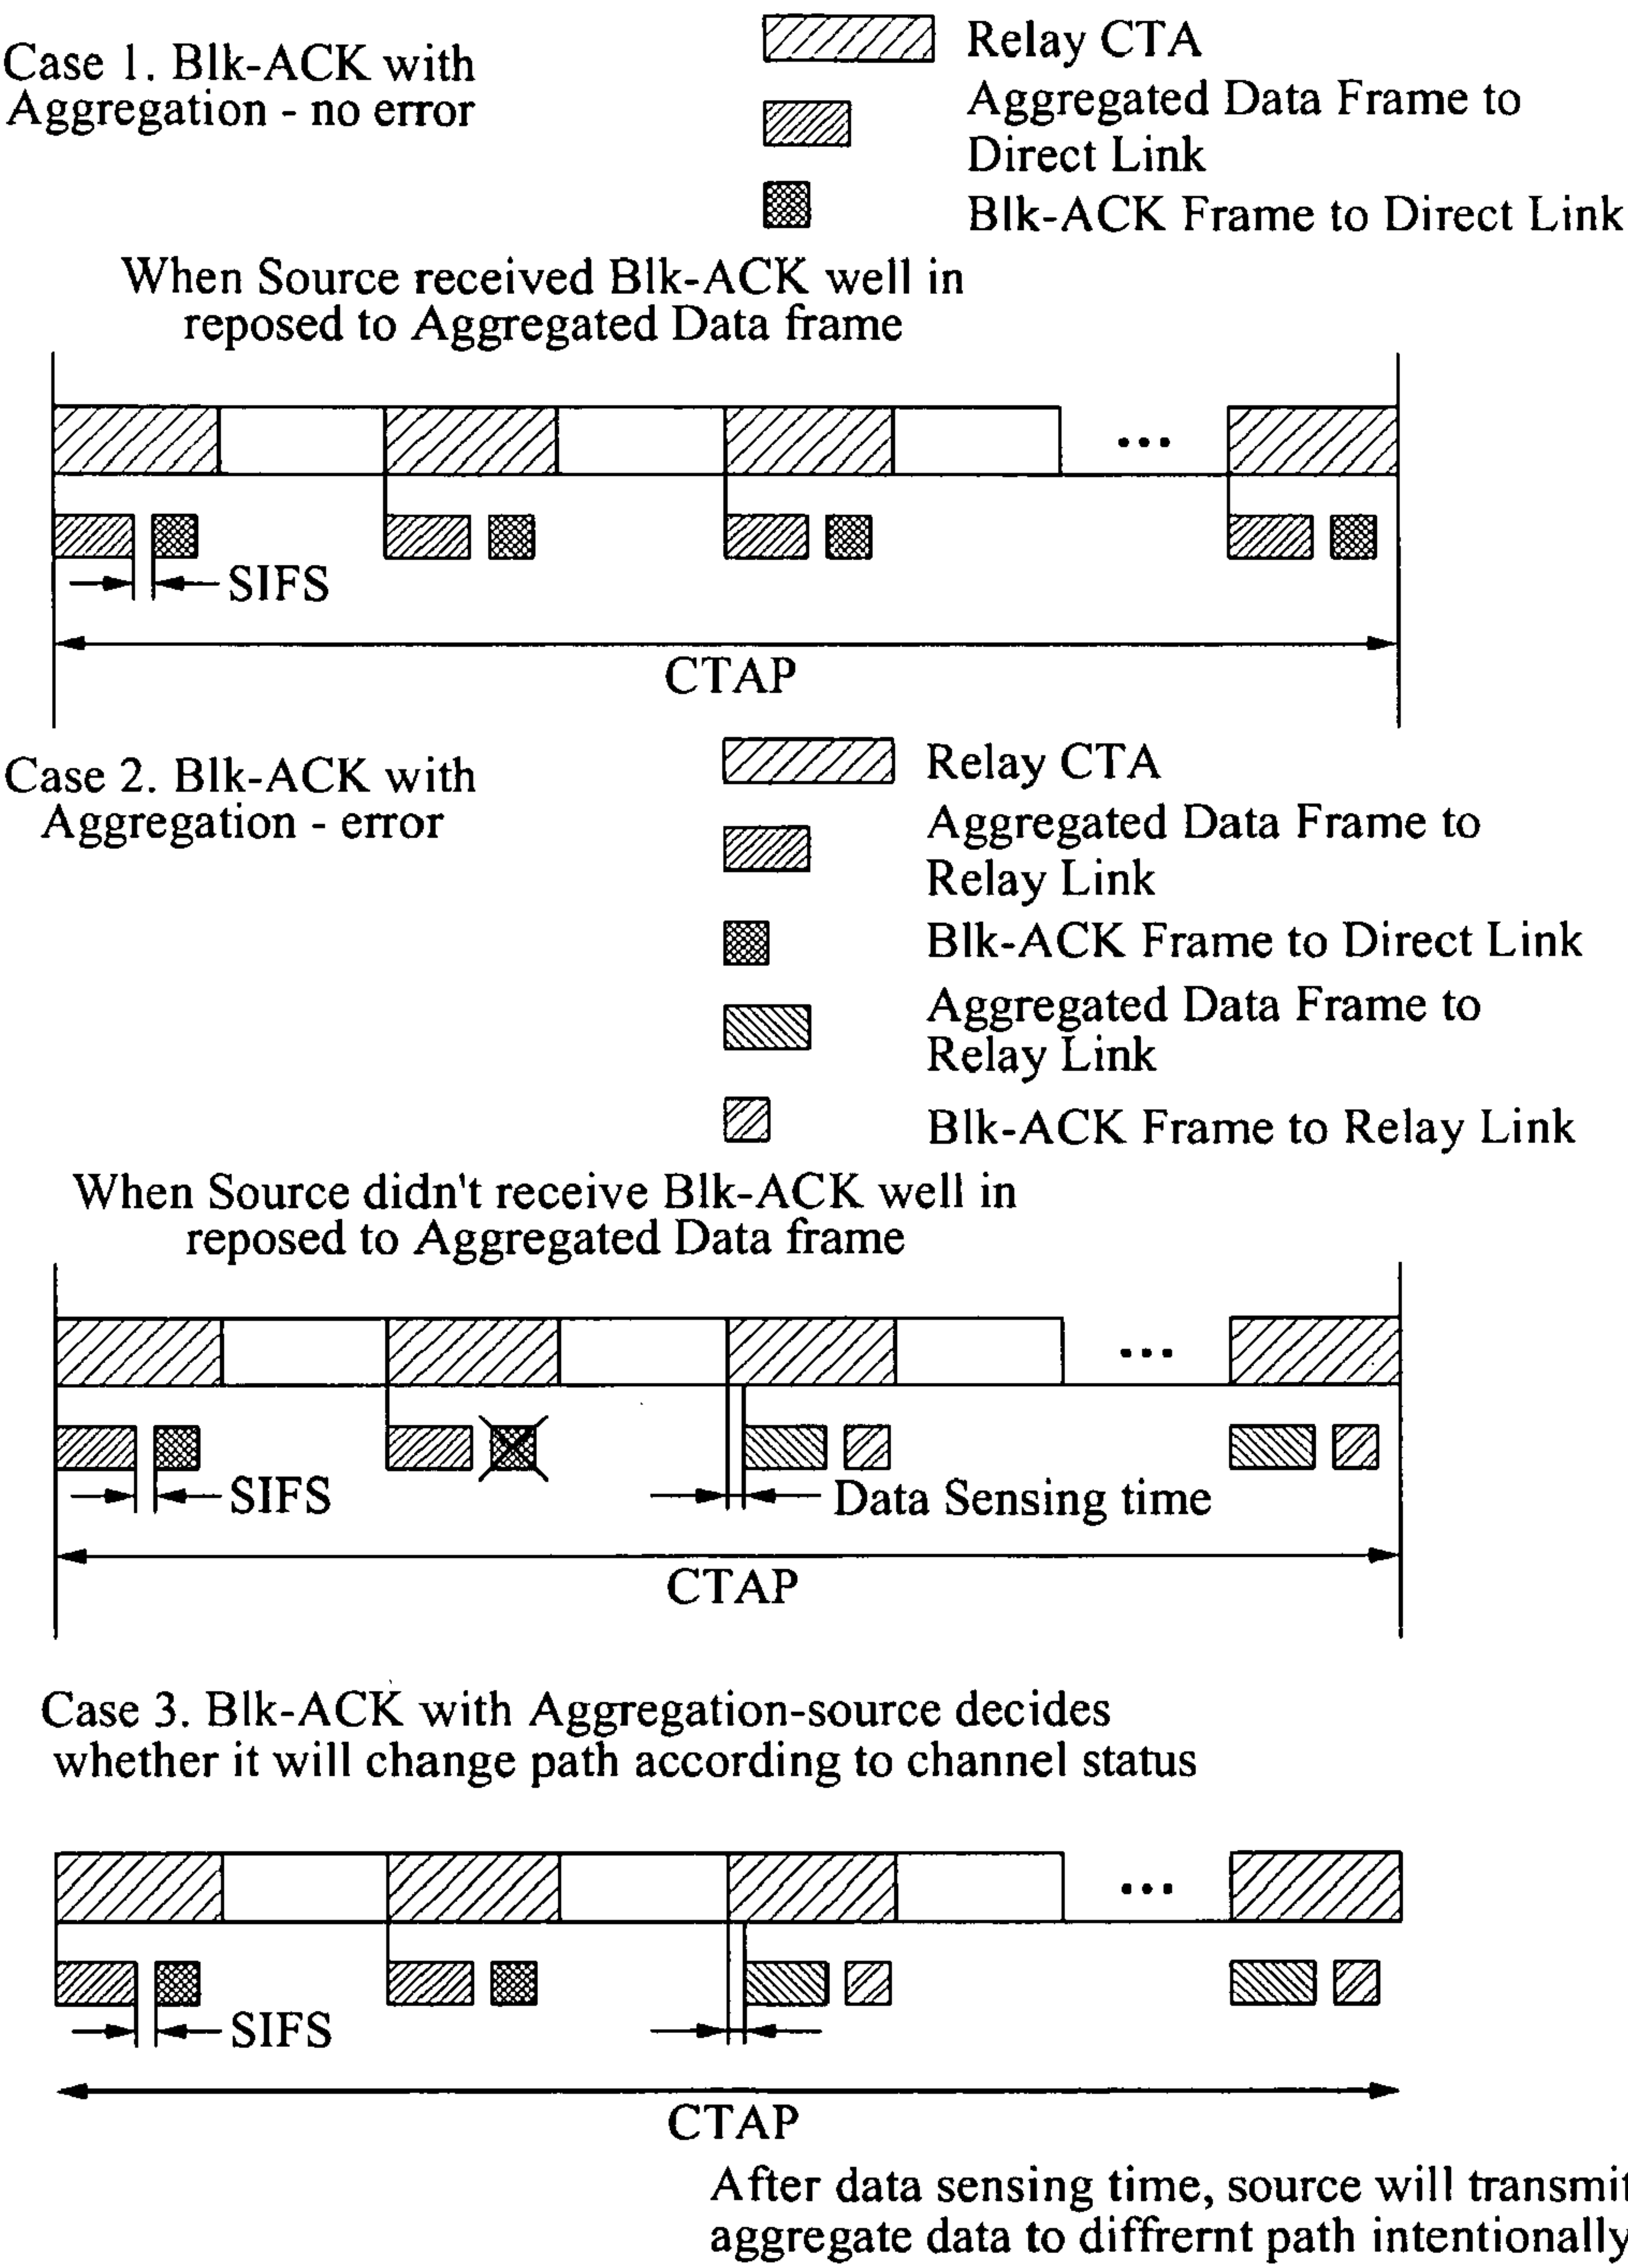 Case 1. Blk-ACK with
Aggregation - no error
Relay CTA
Aggregated Data Frame to
Direct Link
Blk-ACK Frame to Direct Link
When Source received Blk-ACK well in
reposed to Aggregated Data frame
...
SIFS
CTAP
Case 2. Blk-ACK with
Aggregation - error
Relay CTA
Aggregated Data Frame to
Relay Link
Blk-ACK Frame to Direct Link
Aggregated Data Frame to
Relay Link
Blk-ACK Frame to Relay Link
When Source didn't receive Blk-ACK well in
reposed to Aggregated Data frame
...
SIFS
Data Sensing time
CTAP
Case 3. Blk-ACK with Aggregation-source decides
whether it will change path according to channel status
...
SIFS
CTAP
After data sensing time, source will transmit
aggregate data to diffrernt path intentionally